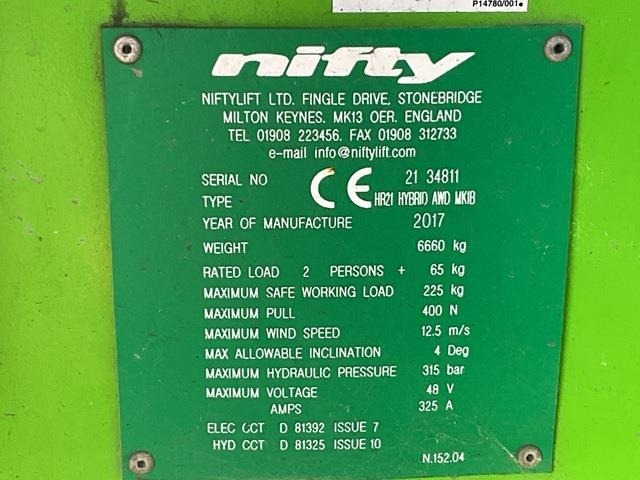 P14780/001
nifty
NIFTYLIFT LTD. FINGLE DRIVE, STONEBRIDGE
MILTON KEYNES. MK13 OER. ENGLAND
TEL 01908 223456. FAX 01908 312733
e-mail info@niftylift.com
SERIAL NO CE 21 34811
TYPE HR21 HYBRID AWD MK1B
YEAR OF MANUFACTURE 2017
WEIGHT 6660 kg
RATED LOAD 2 PERSONS + 65 kg
MAXIMUM SAFE WORKING LOAD 225 kg
MAXIMUM PULL 400 N
MAXIMUM WIND SPEED 12.5 m/s
MAX ALLOWABLE INCLINATION 4 Deg
MAXIMUM HYDRAULIC PRESSURE 315 bar
MAXIMUM VOLTAGE 48 V
AMPS 325 A
ELEC CCT D 81392 ISSUE 7
HYD CCT D 81325 ISSUE 10
N.152.04